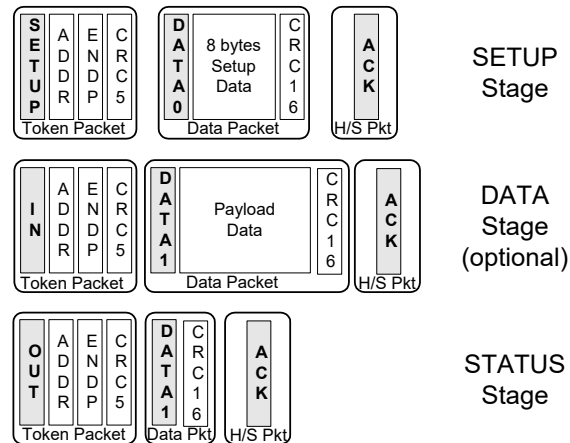 SETUP ADDR ENDP CRC5
Token Packet
DATA0 8 bytes Setup Data CRC16
Data Packet
ACK
H/S Pkt
SETUP
Stage
IN ADDR ENDP CRC5
Token Packet
DATA1 Payload Data CRC16
Data Packet
ACK
H/S Pkt
DATA
Stage
(optional)
OUT ADDR ENDP CRC5
Token Packet
DATA1 CRC16
Data Pkt
ACK
H/S Pkt
STATUS
Stage